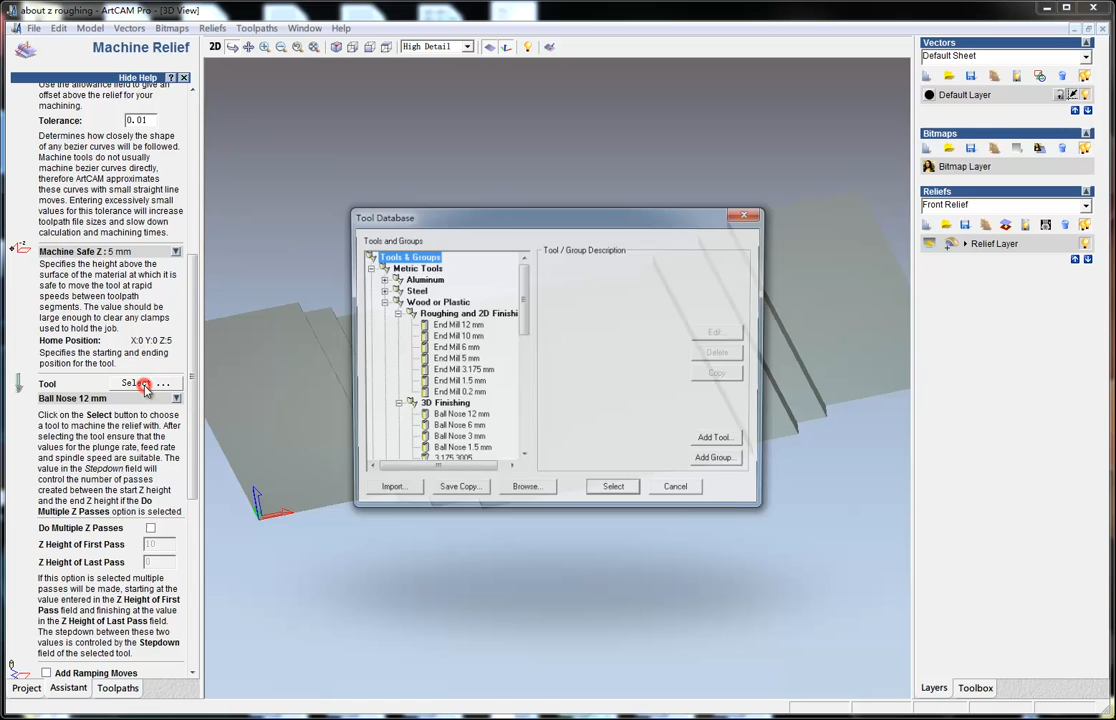 about z roughing - ArtCAM Pro - [3D View]
File Edit Model Vectors Bitmaps Reliefs Toolpaths Window Help
Machine Relief
2D
High Detail
Hide Help ? X
Use the allowance field to give an
offset above the relief for your
machining.
Tolerance: 0.01
Determines how closely the shape
of any bezier curves will be followed.
Machine tools do not usually
machine bezier curves directly,
therefore ArtCAM approximates
these curves with small straight line
moves. Entering excessively small
values for this tolerance will increase
toolpath file sizes and slow down
calculation and machining times.
Machine Safe Z: 5 mm
Specifies the height above the
surface of the material at which it is
safe to move the tool at rapid
speeds between toolpath
segments. The value should be
large enough to clear any clamps
used to hold the job.
Home Position: X:0 Y:0 Z:5
Specifies the starting and ending
position for the tool.
Tool Select ...
Ball Nose 12 mm
Click on the Select button to choose
a tool to machine the relief with. After
selecting the tool ensure that the
values for the plunge rate, feed rate
and spindle speed are suitable. The
value in the Stepdown field will
control the number of passes
created between the start Z height
and the end Z height if the Do
Multiple Z Passes option is selected
Do Multiple Z Passes
Z Height of First Pass 10
Z Height of Last Pass 0
If this option is selected multiple
passes will be made, starting at the
value entered in the Z Height of First
Pass field and finishing at the value
in the Z Height of Last Pass field.
The stepdown between these two
values is controled by the Stepdown
field of the selected tool.
Add Ramping Moves
Project Assistant Toolpaths
Tool Database
Tools and Groups
Tools & Groups
Metric Tools
Aluminum
Steel
Wood or Plastic
Roughing and 2D Finishi
End Mill 12 mm
End Mill 10 mm
End Mill 6 mm
End Mill 5 mm
End Mill 3.175 mm
End Mill 1.5 mm
End Mill 0.2 mm
3D Finishing
Ball Nose 12 mm
Ball Nose 6 mm
Ball Nose 3 mm
Ball Nose 1.5 mm
3.175 3005
Tool / Group Description
Edit...
Delete
Copy
Add Tool...
Add Group...
Import... Save Copy... Browse... Select Cancel
Vectors
Default Sheet
Default Layer
Bitmaps
Bitmap Layer
Reliefs
Front Relief
Relief Layer
Layers Toolbox